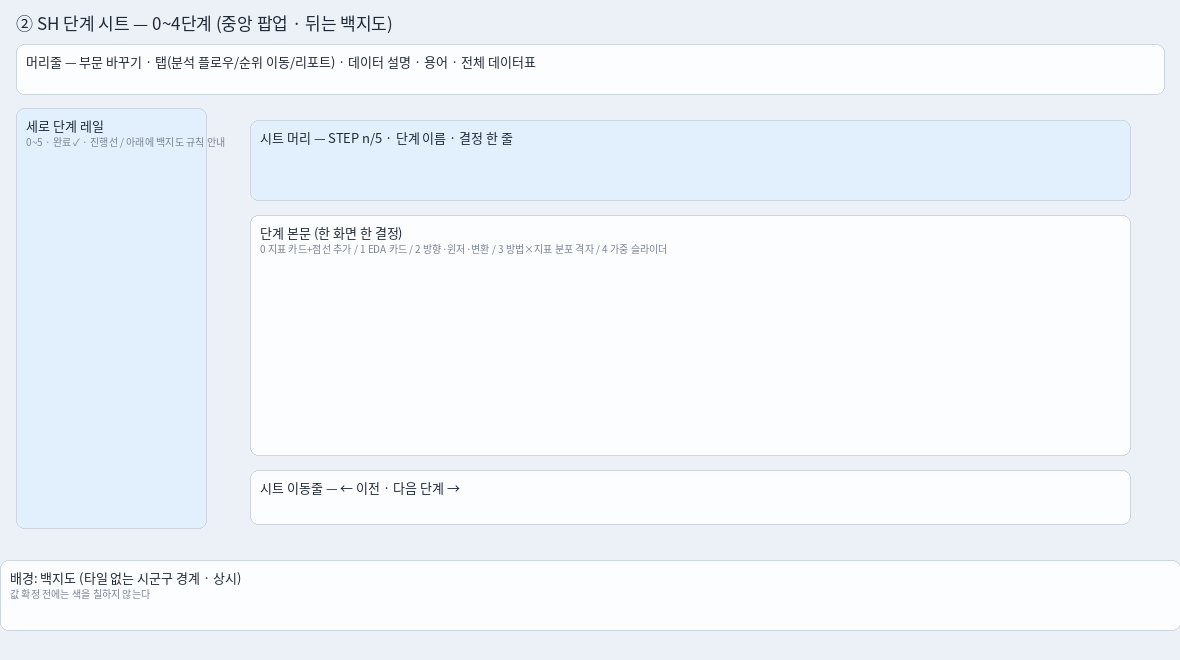 ② SH 단계 시트 — 0~4단계 (중앙 팝업 · 뒤는 백지도)
머리줄 — 부문 바꾸기 · 탭(분석 플로우/순위 이동/리포트) · 데이터 설명 · 용어 · 전체 데이터표
세로 단계 레일
0~5 · 완료✓ · 진행선 / 아래에 백지도 규칙 안내
시트 머리 — STEP n/5 · 단계 이름 · 결정 한 줄
단계 본문 (한 화면 한 결정)
0 지표 카드+점선 추가 / 1 EDA 카드 / 2 방향·윈저·변환 / 3 방법×지표 분포 격자 / 4 가중 슬라이더
시트 이동줄 — ← 이전 · 다음 단계 →
배경: 백지도 (타일 없는 시군구 경계 · 상시)
값 확정 전에는 색을 칠하지 않는다